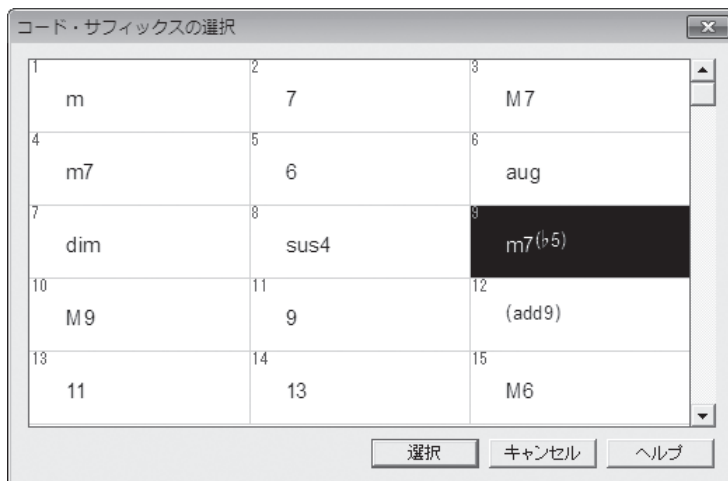 コード・サフィックスの選択
1 2 3
m 7 M7
4 5 6
m7 6 aug
7 8 9
dim sus4 m7(♭5)
10 11 12
M9 9 (add9)
13 14 15
11 13 M6
選択 キャンセル ヘルプ